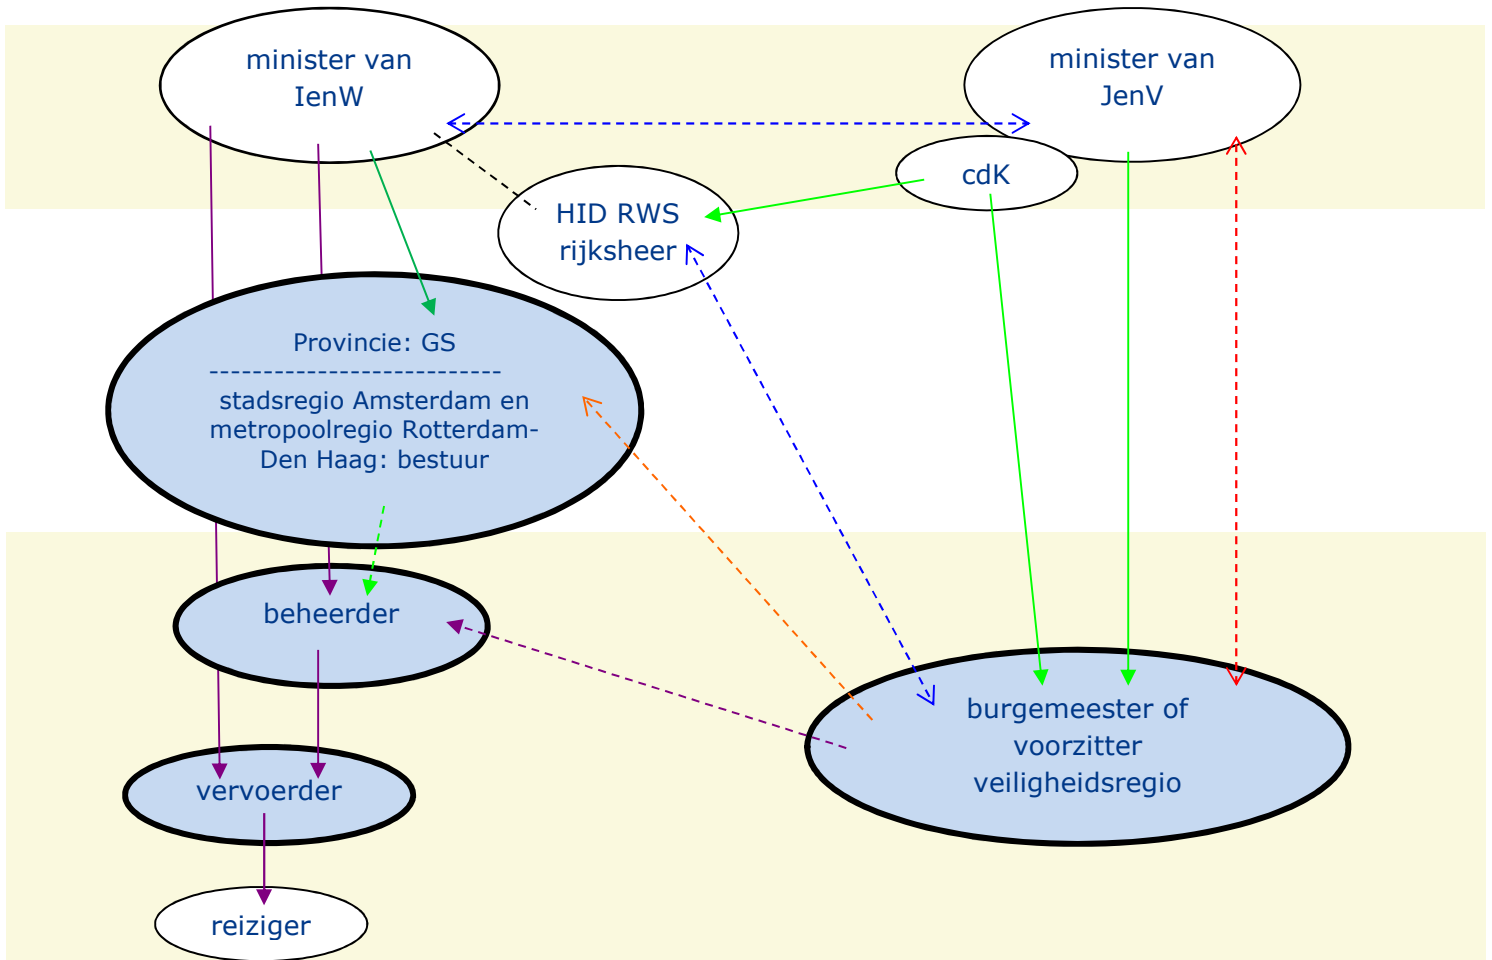 minister van
IenW
minister van
JenV
cdK
HID RWS
rijksheer
Provincie: GS
---------------------------
stadsregio Amsterdam en
metropoolregio Rotterdam-
Den Haag: bestuur
beheerder
burgemeester of
voorzitter
veiligheidsregio
vervoerder
reiziger